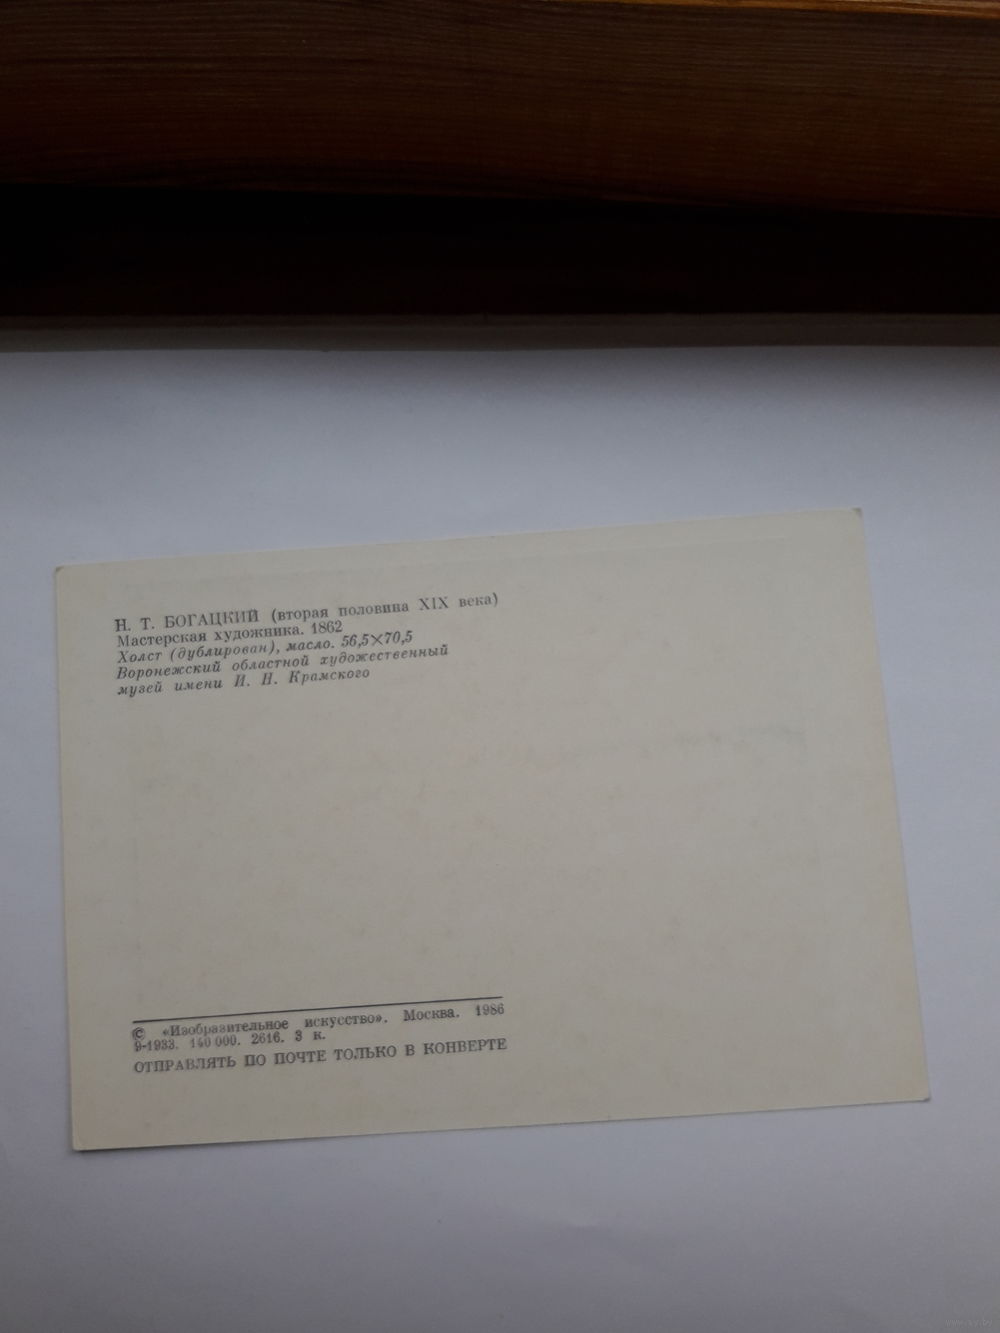 Н. Т. БОГАЦКИЙ (вторая половина XIX века)
Мастерская художника. 1862
Холст (дублирован), масло. 56,5×70,5
Воронежский областной художественный
музей имени И. Н. Крамского
© «Изобразительное искусство». Москва. 1986
9-1933. 140 000. 2616. 3 к.
ОТПРАВЛЯТЬ ПО ПОЧТЕ ТОЛЬКО В КОНВЕРТЕ